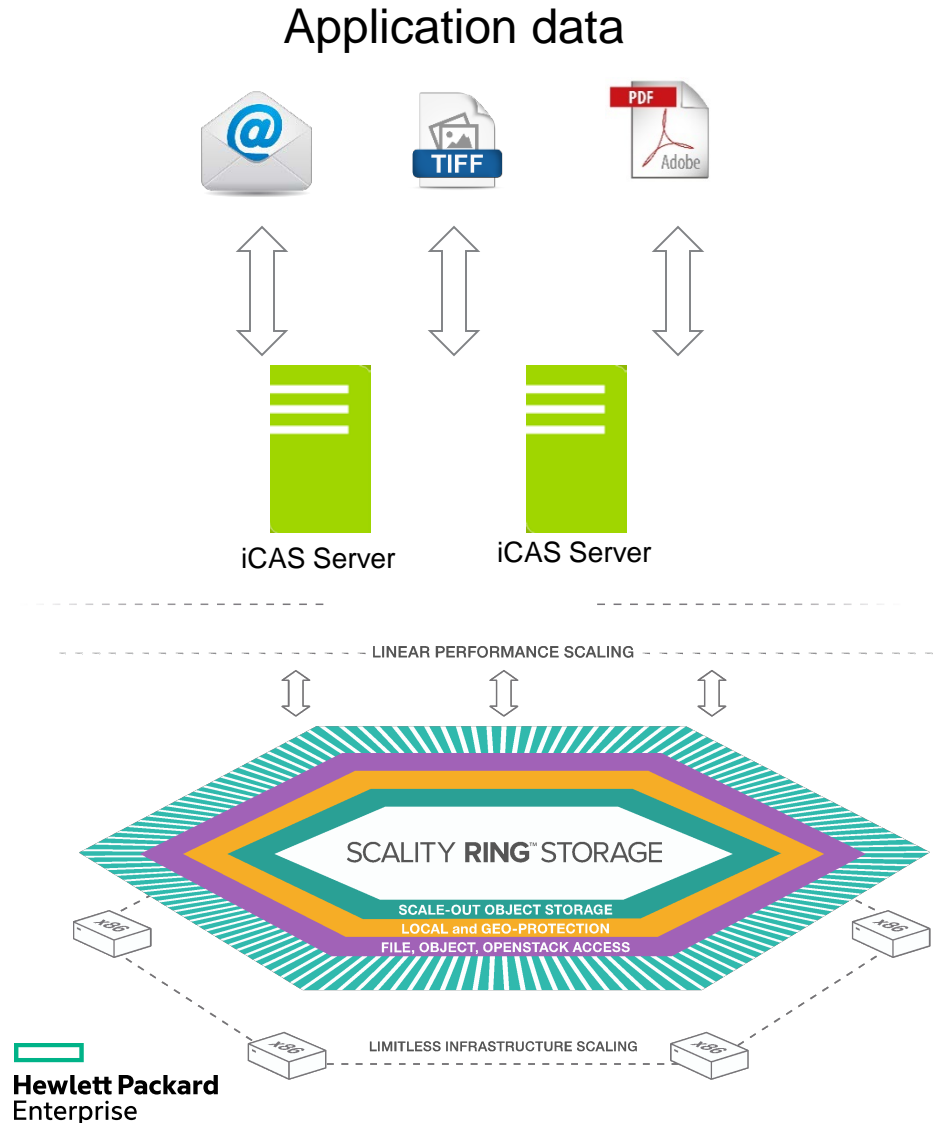 Application data
@
TIFF
PDF
Adobe
iCAS Server
iCAS Server
LINEAR PERFORMANCE SCALING
SCALITY RING™ STORAGE
SCALE-OUT OBJECT STORAGE
LOCAL and GEO-PROTECTION
FILE, OBJECT, OPENSTACK ACCESS
x86
x86
x86
x86
LIMITLESS INFRASTRUCTURE SCALING
Hewlett Packard
Enterprise